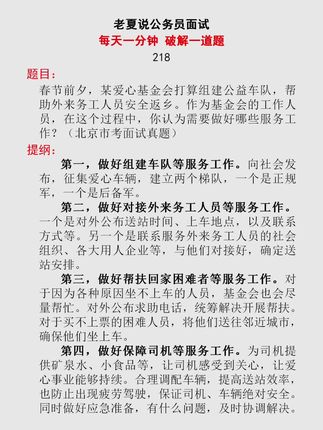 老夏说公务员面试
每天一分钟 破解一道题
218
题目：
春节前夕，某爱心基金会打算组建公益车队，帮
助外来务工人员安全返乡。作为基金会的工作人
员，在这个过程中，你认为需要做好哪些服务工
作？（北京市考面试真题）
提纲：
第一，做好组建车队等服务工作。向社会发
布，征集爱心车辆，建立两个梯队，一个是正规
军，一个是后备军。
第二，做好对接外来务工人员等服务工作。
一个是对外公布送站时间、上车地点，以及联系
方式等。另一个是联系服务外来务工人员的社会
组织、各大用人企业等，与他们对接好，确定送
站安排。
第三，做好帮扶回家困难者等服务工作。对
于因为各种原因坐不上车的人员，基金会也会尽
量帮忙。对外公布求助电话，统筹解决开展帮扶。
对于买不上票的困难人员，将他们送往邻近城市，
确保他们坐上车。
第四，做好保障司机等服务工作。为司机提
供矿泉水、小食品等，让司机感受到关心，让爱
心事业能够持续。合理调配车辆，提高送站效率，
也防止出现疲劳驾驶，保证司机、车辆绝对安全。
同时做好应急准备，有什么问题，及时协调解决。